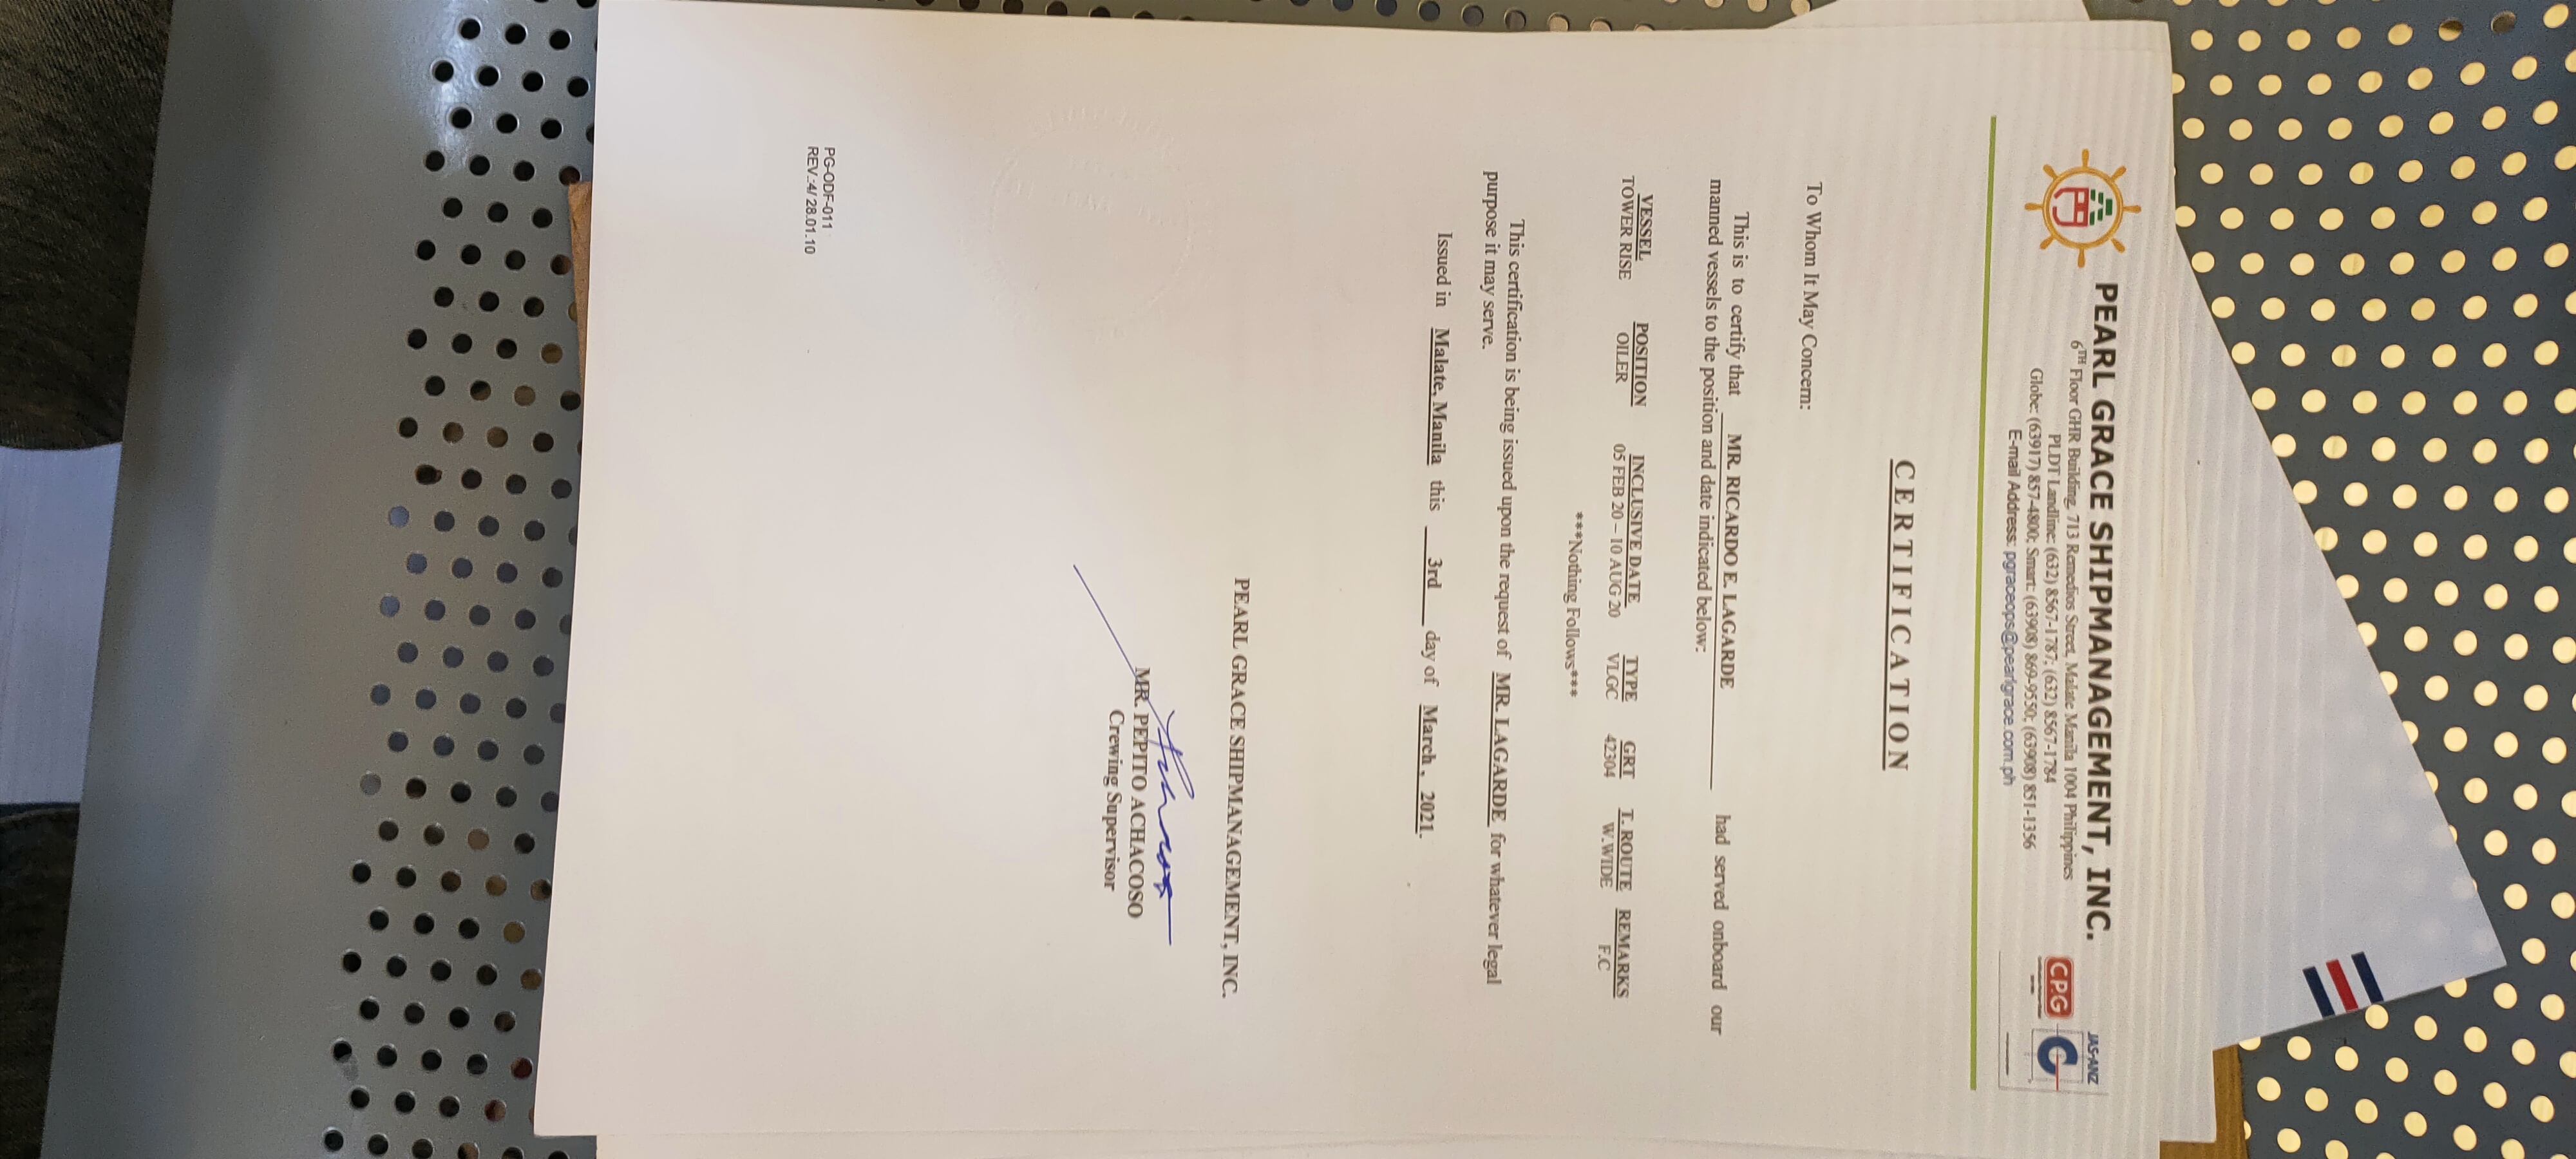 PEARL GRACE SHIPMANAGEMENT, INC.
6TH Floor GHR Building, 713 Remedios Street, Malate Manila 1004 Philippines
PLDT Landline: (632) 8567-1787; (632) 8567-1784
Globe: (63917) 857-4800; Smart: (63908) 869-9550; (63908) 851-1356
E-mail Address: pgraceops@pearlgrace.com.ph
CPG
JAS-ANZ
C
CERTIFICATION
To Whom It May Concern:
This is to certify that MR. RICARDO E. LAGARDE had served onboard our
manned vessels to the position and date indicated below:
VESSEL POSITION INCLUSIVE DATE TYPE GRT T. ROUTE REMARKS
TOWER RISE OILER 05 FEB 20 – 10 AUG 20 VLGC 42304 W.WIDE F.C
***Nothing Follows***
This certification is being issued upon the request of MR. LAGARDE for whatever legal
purpose it may serve.
Issued in Malate, Manila this 3rd day of March, 2021.
PEARL GRACE SHIPMANAGEMENT, INC.
MR. PEPITO ACHACOSO
Crewing Supervisor
PG-ODF-011
REV.:4/ 28.01.10